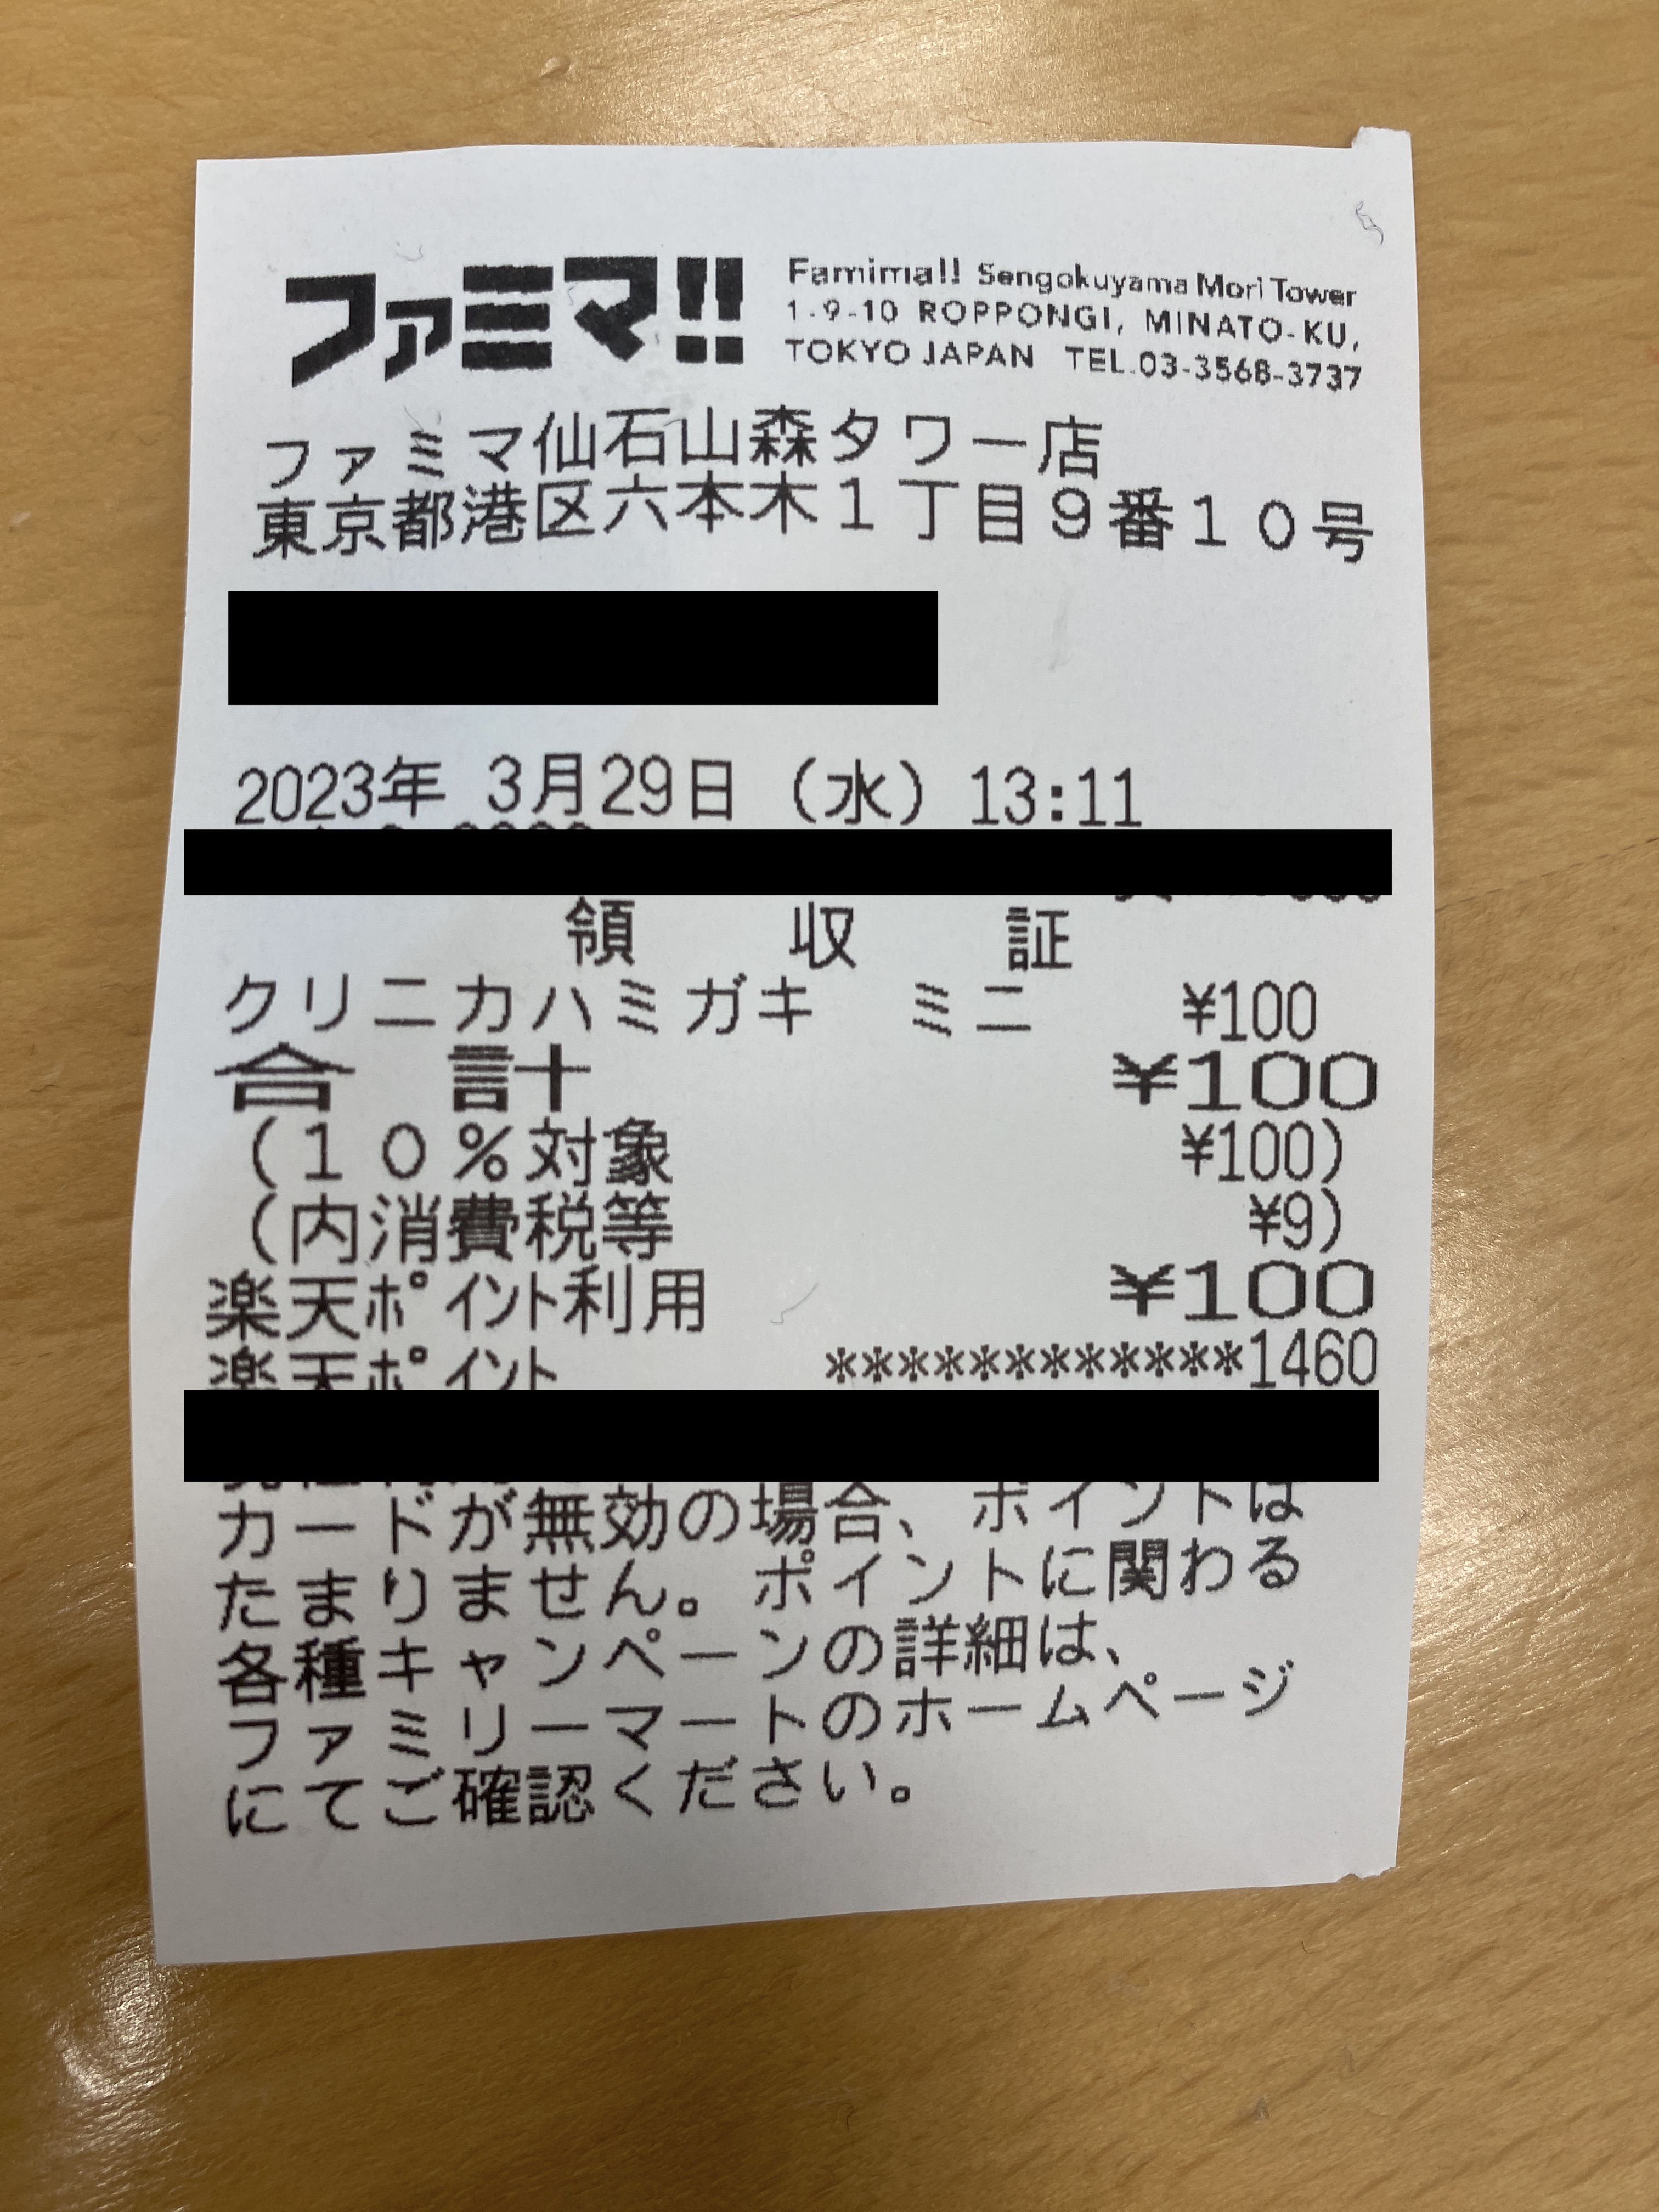 ファミマ!!
Famima!! Sengokuyama Mori Tower
1-9-10 ROPPONGI, MINATO-KU,
TOKYO JAPAN TEL.03-3568-3737
ファミマ仙石山森タワー店
東京都港区六本木1丁目9番10号
2023年 3月29日 (水) 13:11
領 収 証
クリニカハミガキ ミニ ¥100
合 計 ¥100
(10%対象 ¥100)
(内消費税等 ¥9)
楽天ポイント利用 ¥100
楽天ポイント ************1460
カードが無効の場合、ポイントは
たまりません。ポイントに関わる
各種キャンペーンの詳細は、
ファミリーマートのホームページ
にてご確認ください。